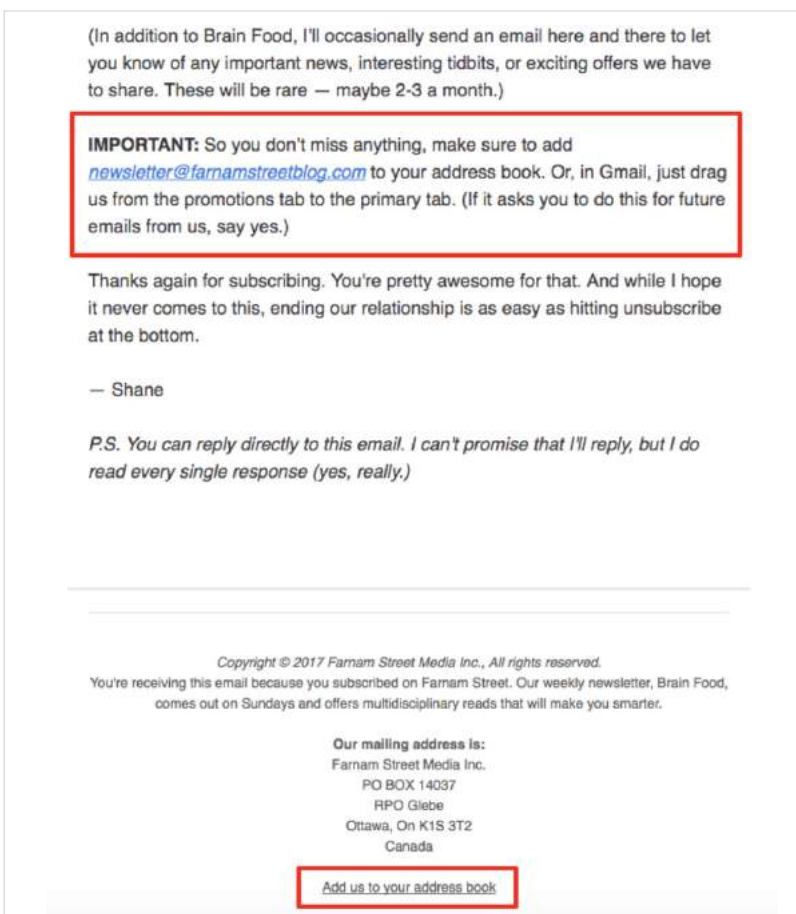 (In addition to Brain Food, I'll occasionally send an email here and there to let
you know of any important news, interesting tidbits, or exciting offers we have
to share. These will be rare — maybe 2-3 a month.)
IMPORTANT: So you don't miss anything, make sure to add
newsletter@farnamstreetblog.com to your address book. Or, in Gmail, just drag
us from the promotions tab to the primary tab. (If it asks you to do this for future
emails from us, say yes.)
Thanks again for subscribing. You're pretty awesome for that. And while I hope
it never comes to this, ending our relationship is as easy as hitting unsubscribe
at the bottom.
— Shane
P.S. You can reply directly to this email. I can't promise that I'll reply, but I do
read every single response (yes, really.)
Copyright © 2017 Farnam Street Media Inc., All rights reserved.
You're receiving this email because you subscribed on Farnam Street. Our weekly newsletter, Brain Food,
comes out on Sundays and offers multidisciplinary reads that will make you smarter.
Our mailing address is:
Farnam Street Media Inc.
PO BOX 14037
RPO Glebe
Ottawa, On K1S 3T2
Canada
Add us to your address book